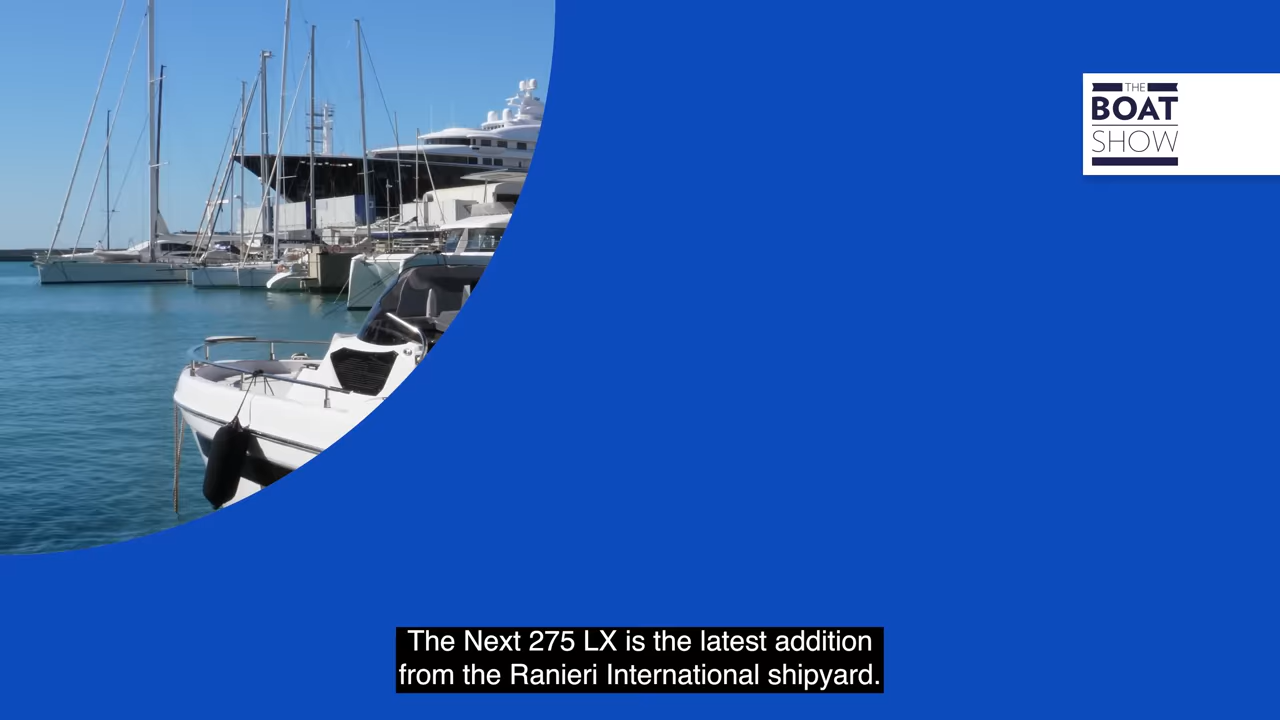 THE
BOAT
SHOW
The Next 275 LX is the latest addition
from the Ranieri International shipyard.